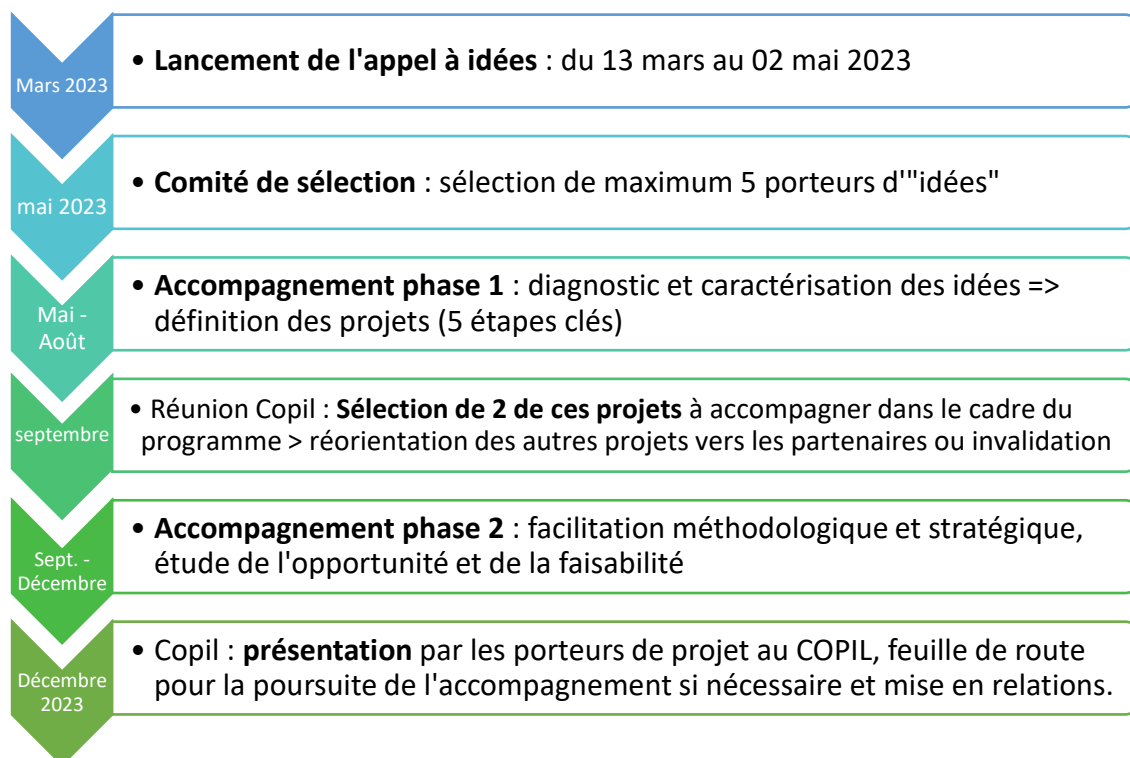 Mars 2023
• Lancement de l'appel à idées : du 13 mars au 02 mai 2023
mai 2023
• Comité de sélection : sélection de maximum 5 porteurs d'"idées"
Mai -
Août
• Accompagnement phase 1 : diagnostic et caractérisation des idées =>
définition des projets (5 étapes clés)
septembre
• Réunion Copil : Sélection de 2 de ces projets à accompagner dans le cadre du
programme > réorientation des autres projets vers les partenaires ou invalidation
Sept. -
Décembre
• Accompagnement phase 2 : facilitation méthodologique et stratégique,
étude de l'opportunité et de la faisabilité
Décembre
2023
• Copil : présentation par les porteurs de projet au COPIL, feuille de route
pour la poursuite de l'accompagnement si nécessaire et mise en relations.